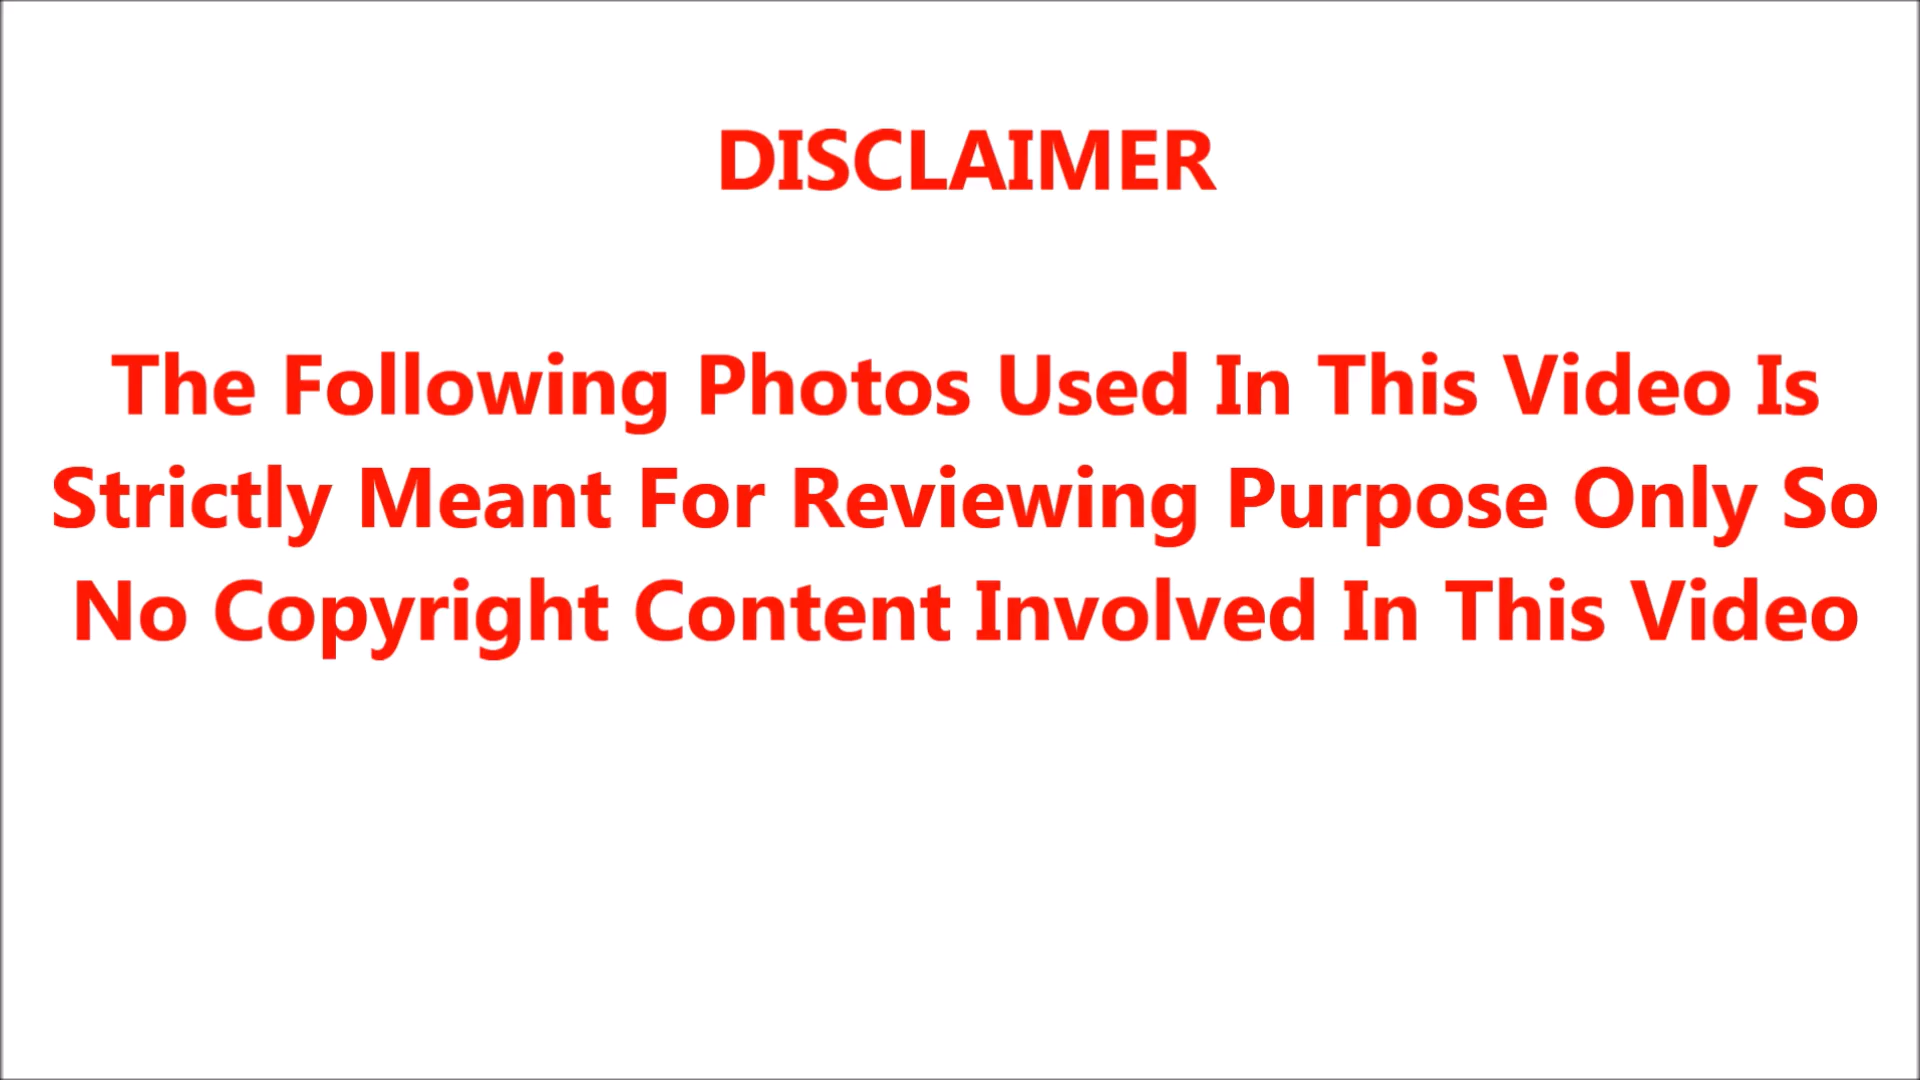 DISCLAIMER
The Following Photos Used In This Video Is
Strictly Meant For Reviewing Purpose Only So
No Copyright Content Involved In This Video